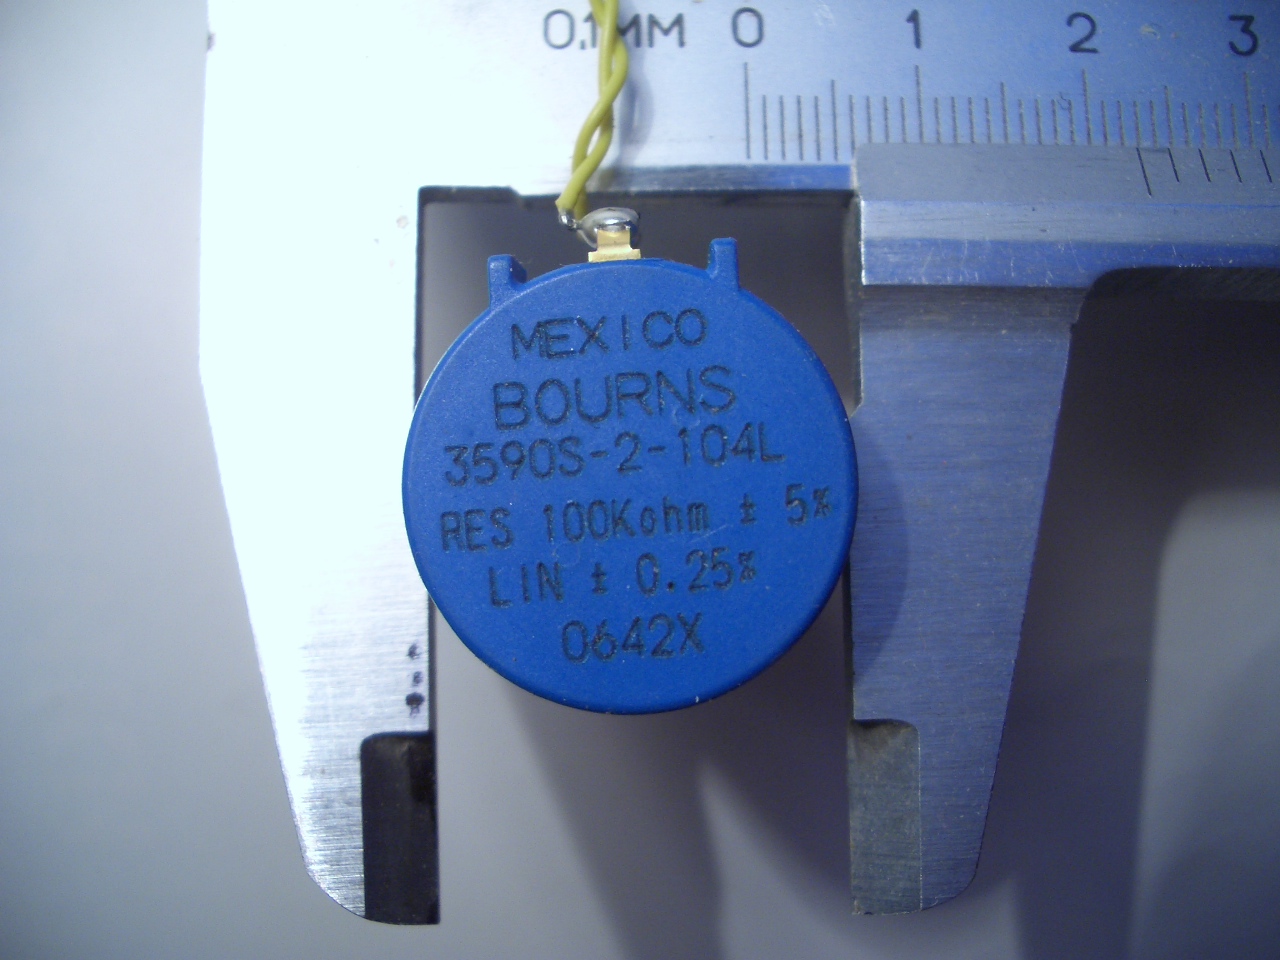 0.1MM 0 1 2 3
MEXICO
BOURNS
3590S-2-104L
RES 100Kohm ± 5%
LIN ± 0.25%
0642X